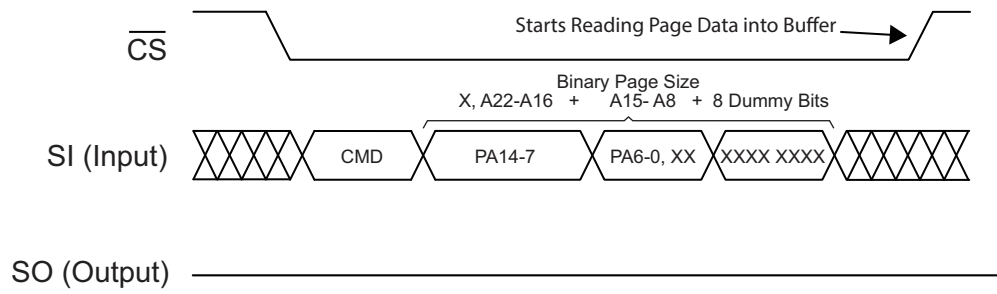 Starts Reading Page Data into Buffer
CS
Binary Page Size
X, A22-A16 + A15- A8 + 8 Dummy Bits
SI (Input)
CMD
PA14-7
PA6-0, XX
XXXX XXXX
SO (Output)